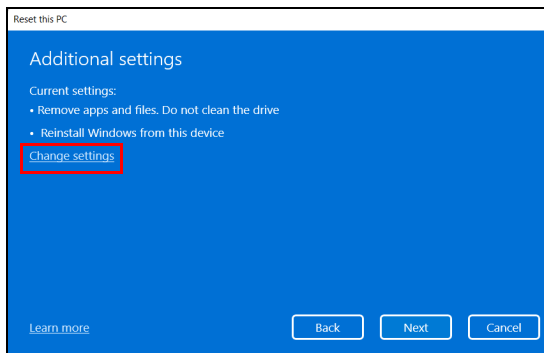 Reset this PC
Additional settings
Current settings:
• Remove apps and files. Do not clean the drive
• Reinstall Windows from this device
Change settings
Learn more
Back
Next
Cancel